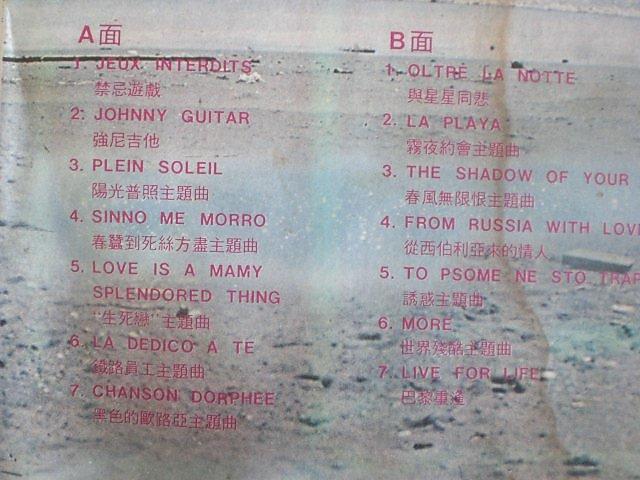 A面
1. JEUX INTERDITS
禁忌遊戲
2. JOHNNY GUITAR
強尼吉他
3. PLEIN SOLEIL
陽光普照主題曲
4. SINNO ME MORRO
春蠶到死絲方盡主題曲
5. LOVE IS A MAMY
SPLENDORED THING
"生死戀"主題曲
6. LA DEDICO A TE
鐵路員工主題曲
7. CHANSON DORPHEE
黑色的歐路亞主題曲
B面
1. OLTRE LA NOTTE
與星星同悲
2. LA PLAYA
霧夜約會主題曲
3. THE SHADOW OF YOUR
春風無限恨主題曲
4. FROM RUSSIA WITH LOV
從西伯利亞來的情人
5. TO PSOME NE STO TRAP
誘惑主題曲
6. MORE
世界殘酷主題曲
7. LIVE FOR LIFE
巴黎重逢